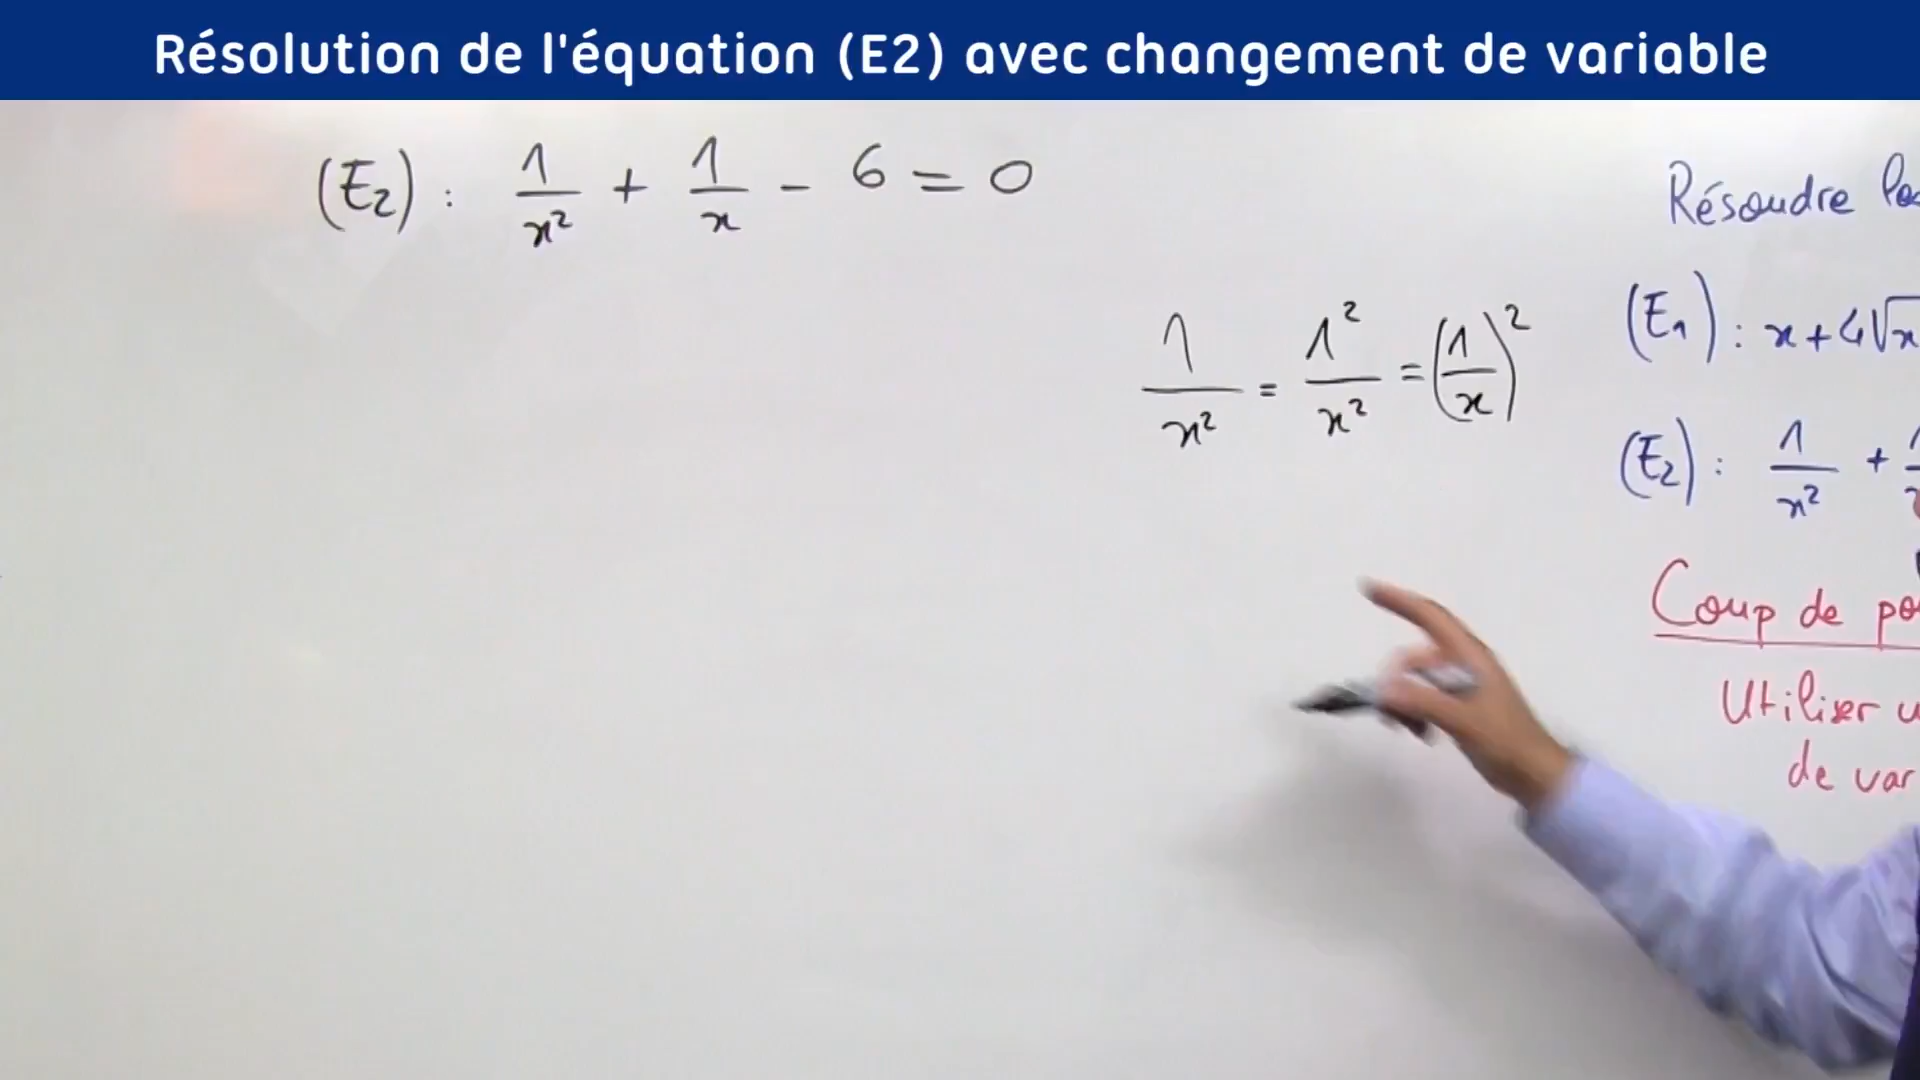 Résolution de l'équation (E2) avec changement de variable
(E₂) : 1/x² + 1/x - 6 = 0
1/x² = 1²/x² = (1/x)²
Résoudre
(E₁) : x + 4√x
(E₂) : 1/x² +
Coup de
Utiliser
de